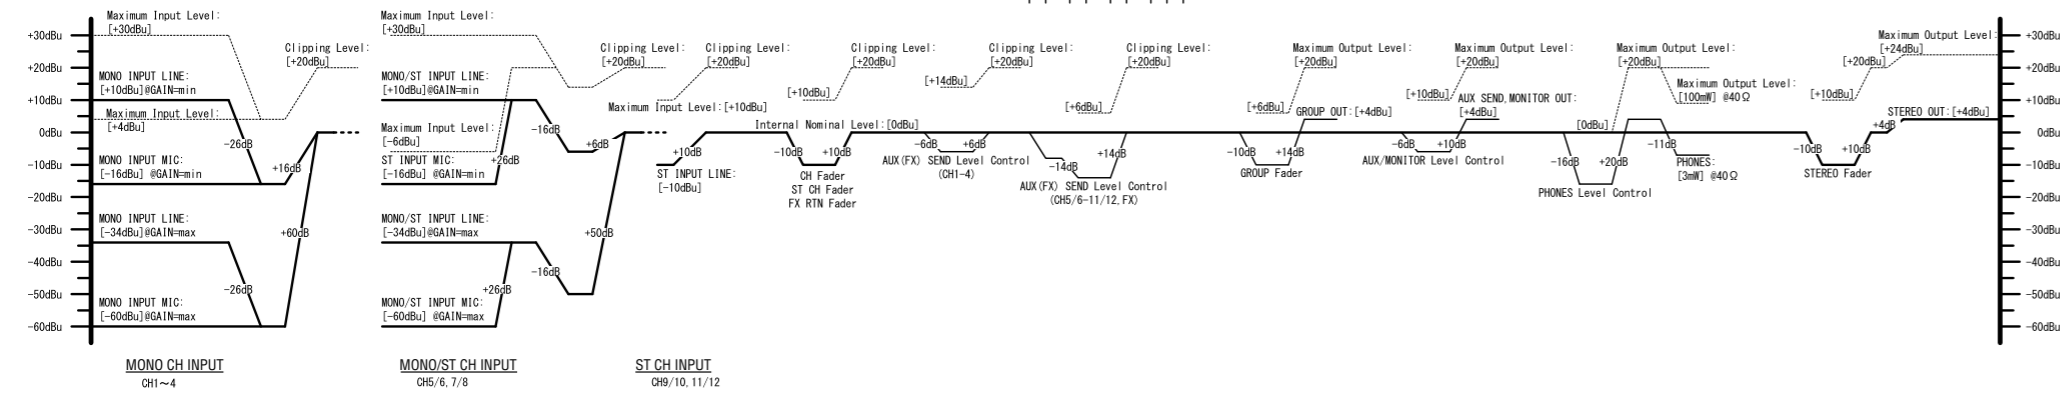 +30dBu
+20dBu
+10dBu
0dBu
-10dBu
-20dBu
-30dBu
-40dBu
-50dBu
-60dBu
Maximum Input Level:
[+30dBu]
Clipping Level:
[+20dBu]
MONO INPUT LINE:
[+10dBu]@GAIN=min
Maximum Input Level:
[+4dBu]
-26dB
MONO INPUT MIC:
[-16dBu] @GAIN=min
+16dB
MONO INPUT LINE:
[-34dBu]@GAIN=max
+60dB
-26dB
MONO INPUT MIC:
[-60dBu]@GAIN=max
MONO CH INPUT
CH1～4
Maximum Input Level:
[+30dBu]
Clipping Level:
[+20dBu]
MONO/ST INPUT LINE:
[+10dBu]@GAIN=min
Maximum Input Level:
[-6dBu]
-16dB
+6dB
ST INPUT MIC:
[-16dBu] @GAIN=min
+26dB
MONO/ST INPUT LINE:
[-34dBu]@GAIN=max
+50dB
-16dB
+26dB
MONO/ST INPUT MIC:
[-60dBu] @GAIN=max
MONO/ST CH INPUT
CH5/6, 7/8
Clipping Level:
[+20dBu]
Maximum Input Level:[+10dBu]
+10dB
ST INPUT LINE:
[-10dBu]
ST CH INPUT
CH9/10, 11/12
Internal Nominal Level:[0dBu]
Clipping Level:
[+20dBu]
[+10dBu]
-10dB
+10dB
CH Fader
ST CH Fader
FX RTN Fader
Clipping Level:
[+20dBu]
[+14dBu]
-6dB
+6dB
AUX(FX) SEND Level Control
(CH1-4)
Clipping Level:
[+20dBu]
[+6dBu]
-14dB
+14dB
AUX(FX) SEND Level Control
(CH5/6-11/12,FX)
Maximum Output Level:
[+20dBu]
[+6dBu]
GROUP OUT:[+4dBu]
-10dB
+14dB
GROUP Fader
Maximum Output Level:
[+20dBu]
[+10dBu]
AUX SEND,MONITOR OUT:
[+4dBu]
-6dB
+10dB
AUX/MONITOR Level Control
Maximum Output Level:
[+20dBu]
Maximum Output Level:
[100mW] @40Ω
[0dBu]
-16dB
+20dB
-11dB
PHONES:
[3mW] @40Ω
PHONES Level Control
Maximum Output Level:
[+24dBu]
[+20dBu]
[+10dBu]
STEREO OUT:[+4dBu]
+4dB
-10dB
+10dB
STEREO Fader
+30dBu
+20dBu
+10dBu
0dBu
-10dBu
-20dBu
-30dBu
-40dBu
-50dBu
-60dBu